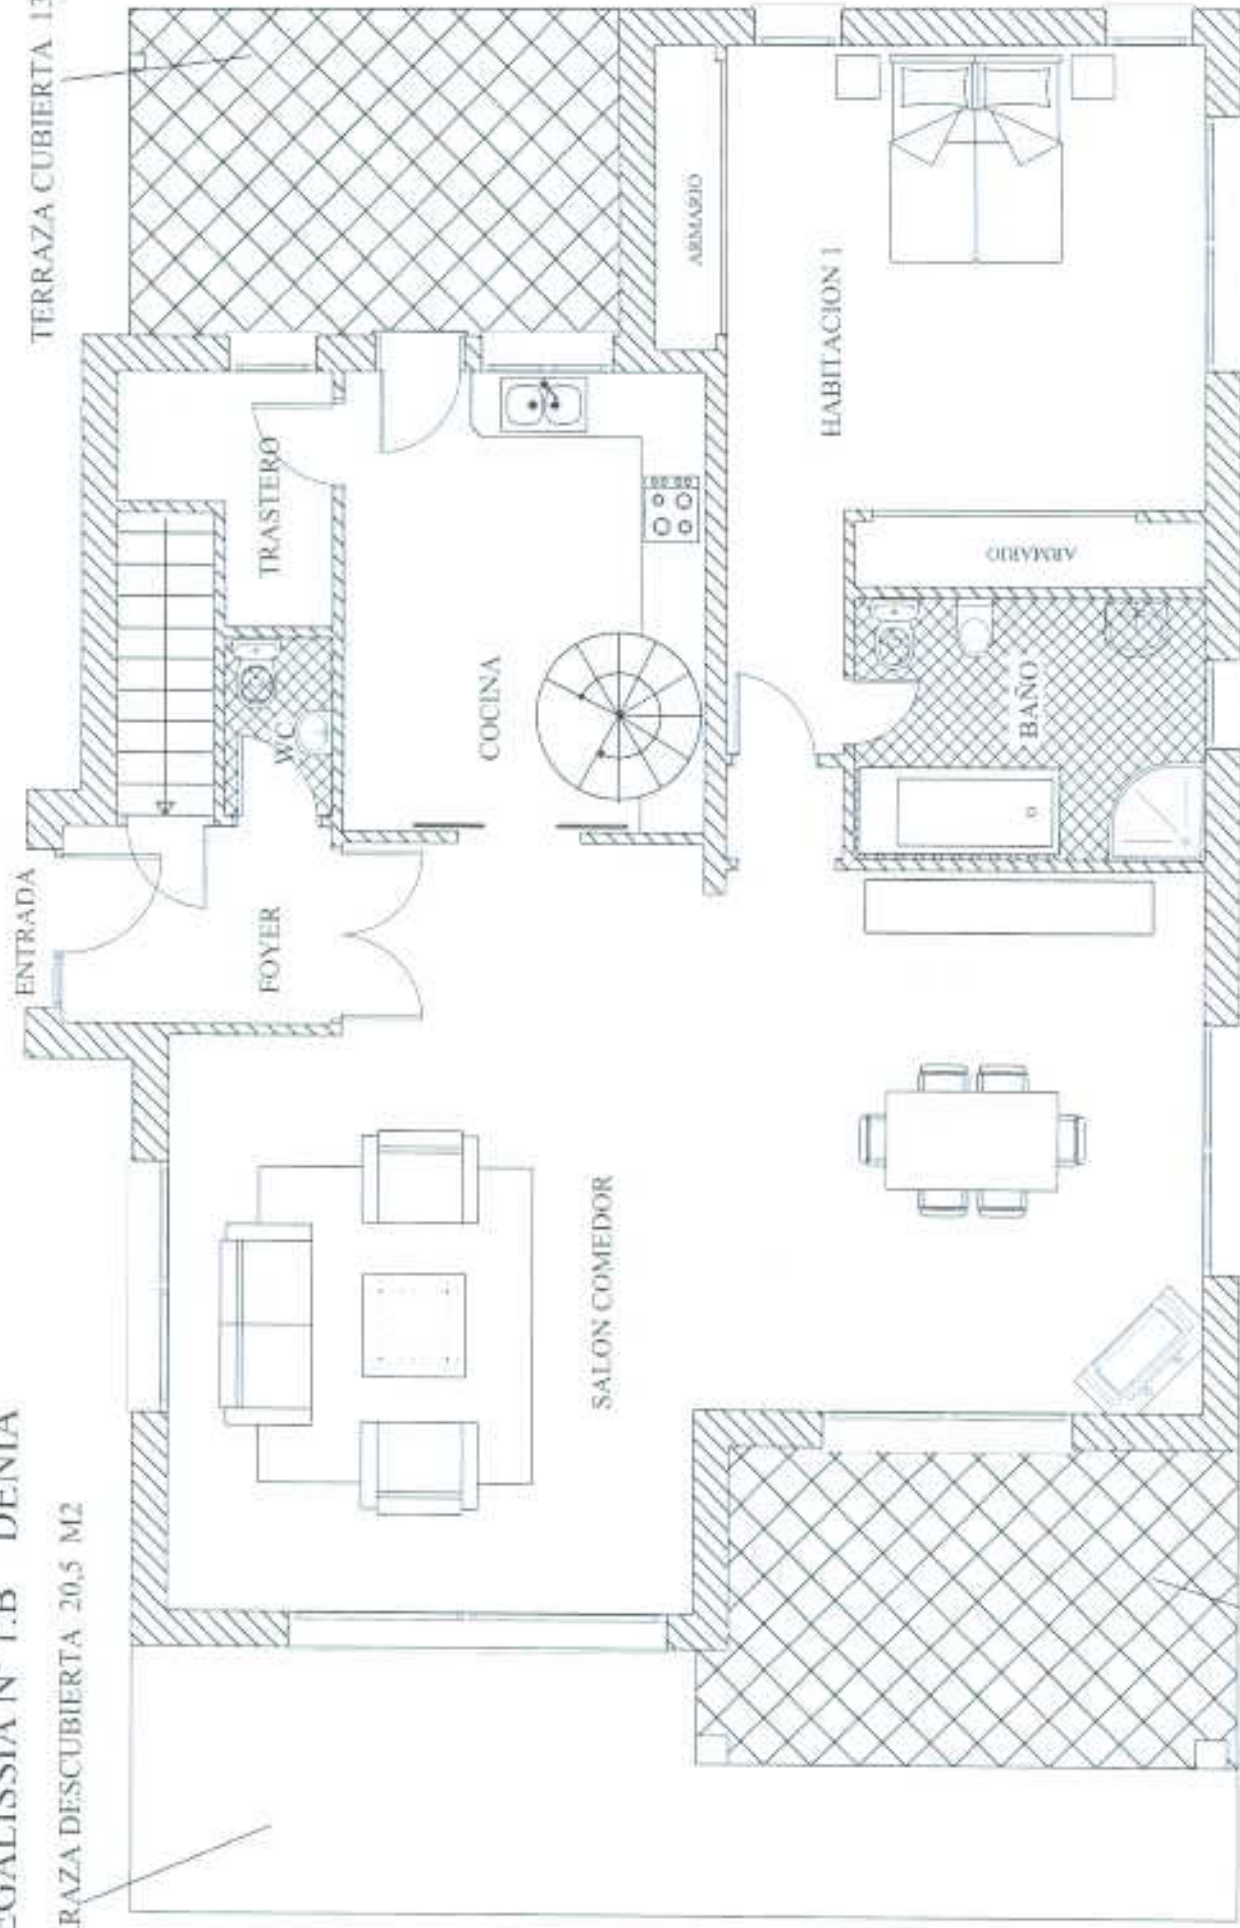 EGALISSIA Nº 1.B DENIA
RAZA DESCUBIERTA 20,5 M2
TERRAZA CUBIERTA 13
ENTRADA
FOYER
WC
TRASTERO
COCINA
SALON COMEDOR
BAÑO
ARMARIO
HABITACION 1
ARMARIO